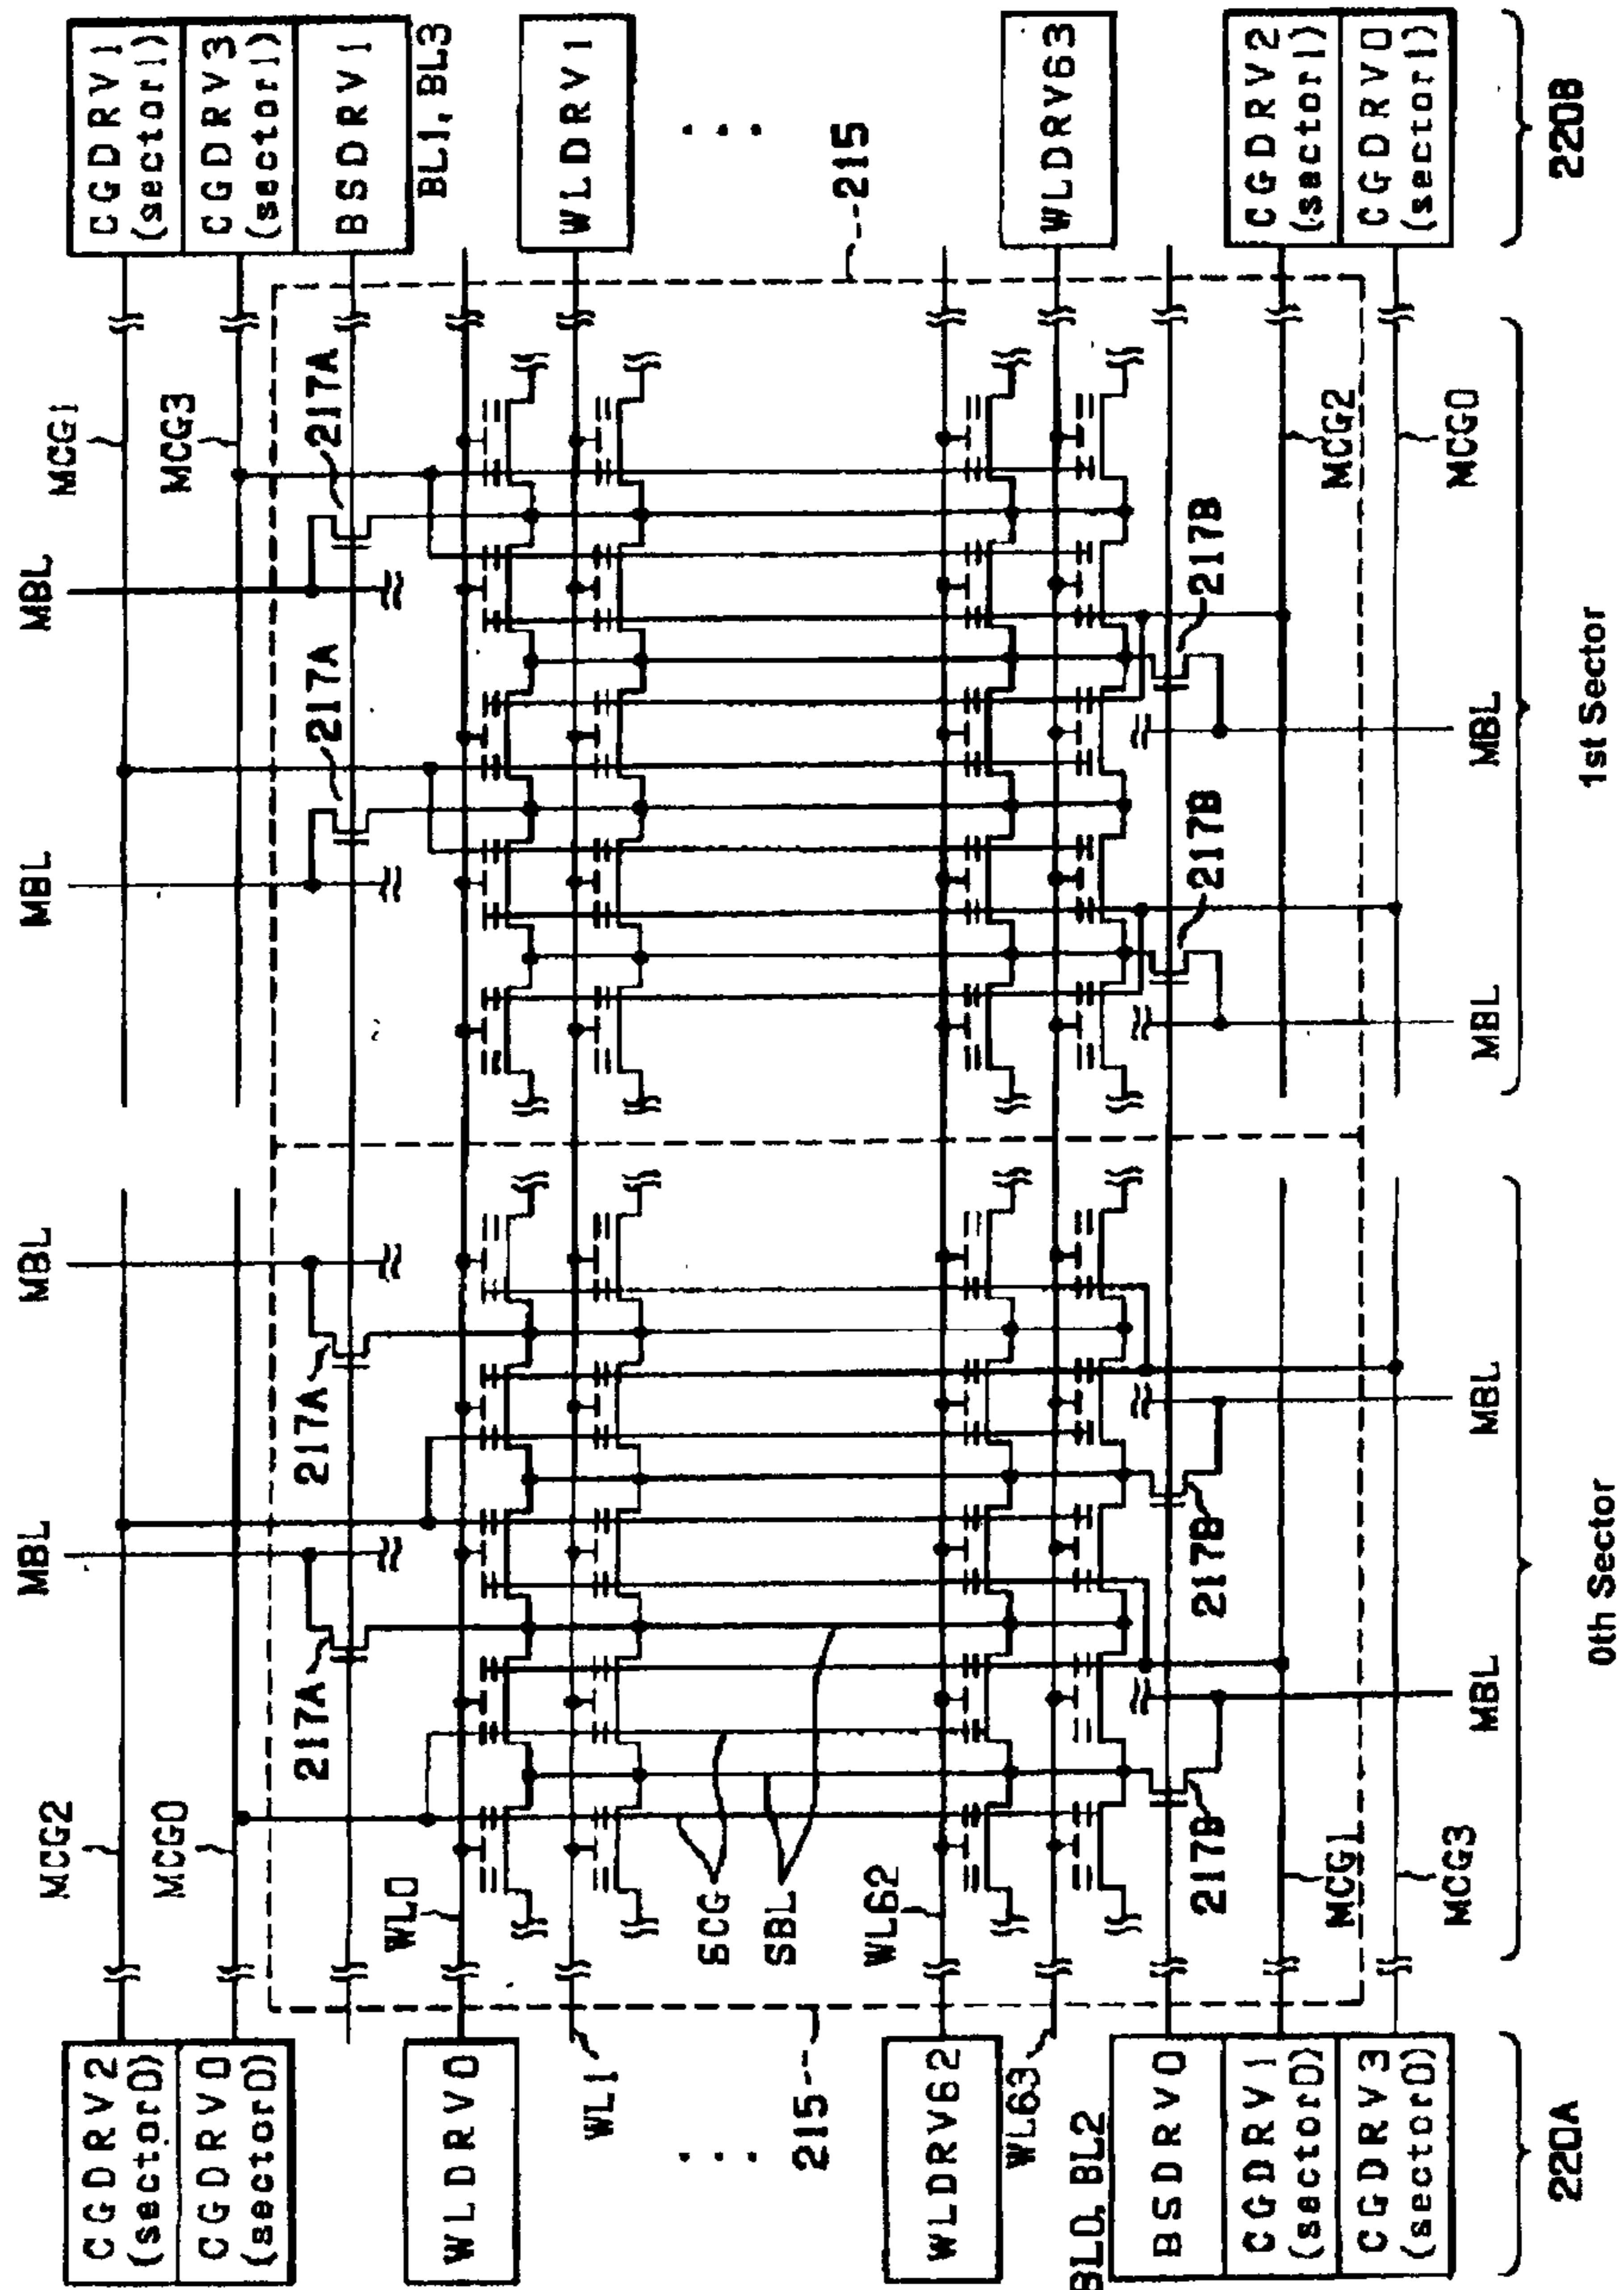 CGDRV2
(sector0)
CGDRV0
(sector0)
WLDRV0
WL1
215
WLDRV62
WL63
BL0, BL2
BSDRV0
CGDRV1
(sector0)
CGDRV3
(sector0)
220A
MCG2
MCG0
WL0
SCG
SBL
WL62
MCG1
MCG3
217A
217A
217B
217B
MBL
MBL
MBL
MBL
0th Sector
MBL
MBL
MCG1
MCG3
217A
217A
217B
217B
MCG2
MCG0
MBL
MBL
1st Sector
CGDRV1
(sector1)
CGDRV3
(sector1)
BSDRV1
BL1, BL3
WLDRV1
215
WLDRV63
CGDRV2
(sector1)
CGDRV0
(sector1)
220B